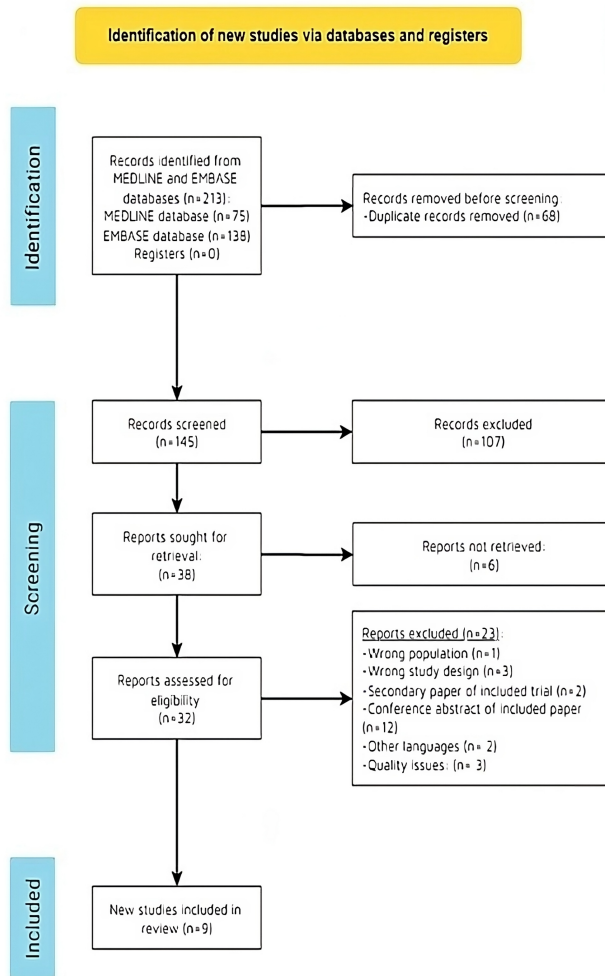 Identification of new studies via databases and registers
Identification
Records identified from
MEDLINE and EMBASE
databases (n=213):
MEDLINE database (n=75)
EMBASE database (n=138)
Registers (n=0)
Records removed before screening:
-Duplicate records removed (n=68)
Screening
Records screened
(n=145)
Records excluded
(n=107)
Reports sought for
retrieval:
(n=38)
Reports not retrieved:
(n=6)
Reports assessed for
eligibility
(n=32)
Reports excluded (n=23):
-Wrong population (n=1)
-Wrong study design (n=3)
-Secondary paper of included trial (n=2)
-Conference abstract of included paper
(n=12)
-Other languages (n= 2)
-Quality issues: (n= 3)
Included
New studies included in
review (n=9)